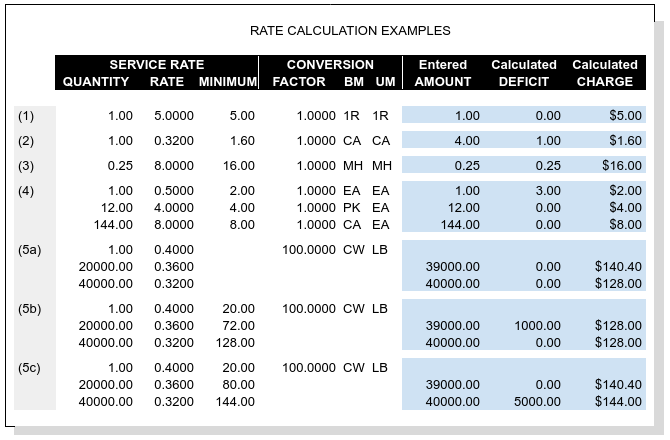 RATE CALCULATION EXAMPLES
SERVICE RATE CONVERSION Entered Calculated Calculated
QUANTITY RATE MINIMUM FACTOR BM UM AMOUNT DEFICIT CHARGE
(1) 1.00 5.0000 5.00 1.0000 1R 1R 1.00 0.00 $5.00
(2) 1.00 0.3200 1.60 1.0000 CA CA 4.00 1.00 $1.60
(3) 0.25 8.0000 16.00 1.0000 MH MH 0.25 0.25 $16.00
(4) 1.00 0.5000 2.00 1.0000 EA EA 1.00 3.00 $2.00
12.00 4.0000 4.00 1.0000 PK EA 12.00 0.00 $4.00
144.00 8.0000 8.00 1.0000 CA EA 144.00 0.00 $8.00
(5a) 1.00 0.4000 100.0000 CW LB
20000.00 0.3600 39000.00 0.00 $140.40
40000.00 0.3200 40000.00 0.00 $128.00
(5b) 1.00 0.4000 20.00 100.0000 CW LB
20000.00 0.3600 72.00 39000.00 1000.00 $128.00
40000.00 0.3200 128.00 40000.00 0.00 $128.00
(5c) 1.00 0.4000 20.00 100.0000 CW LB
20000.00 0.3600 80.00 39000.00 0.00 $140.40
40000.00 0.3200 144.00 40000.00 5000.00 $144.00